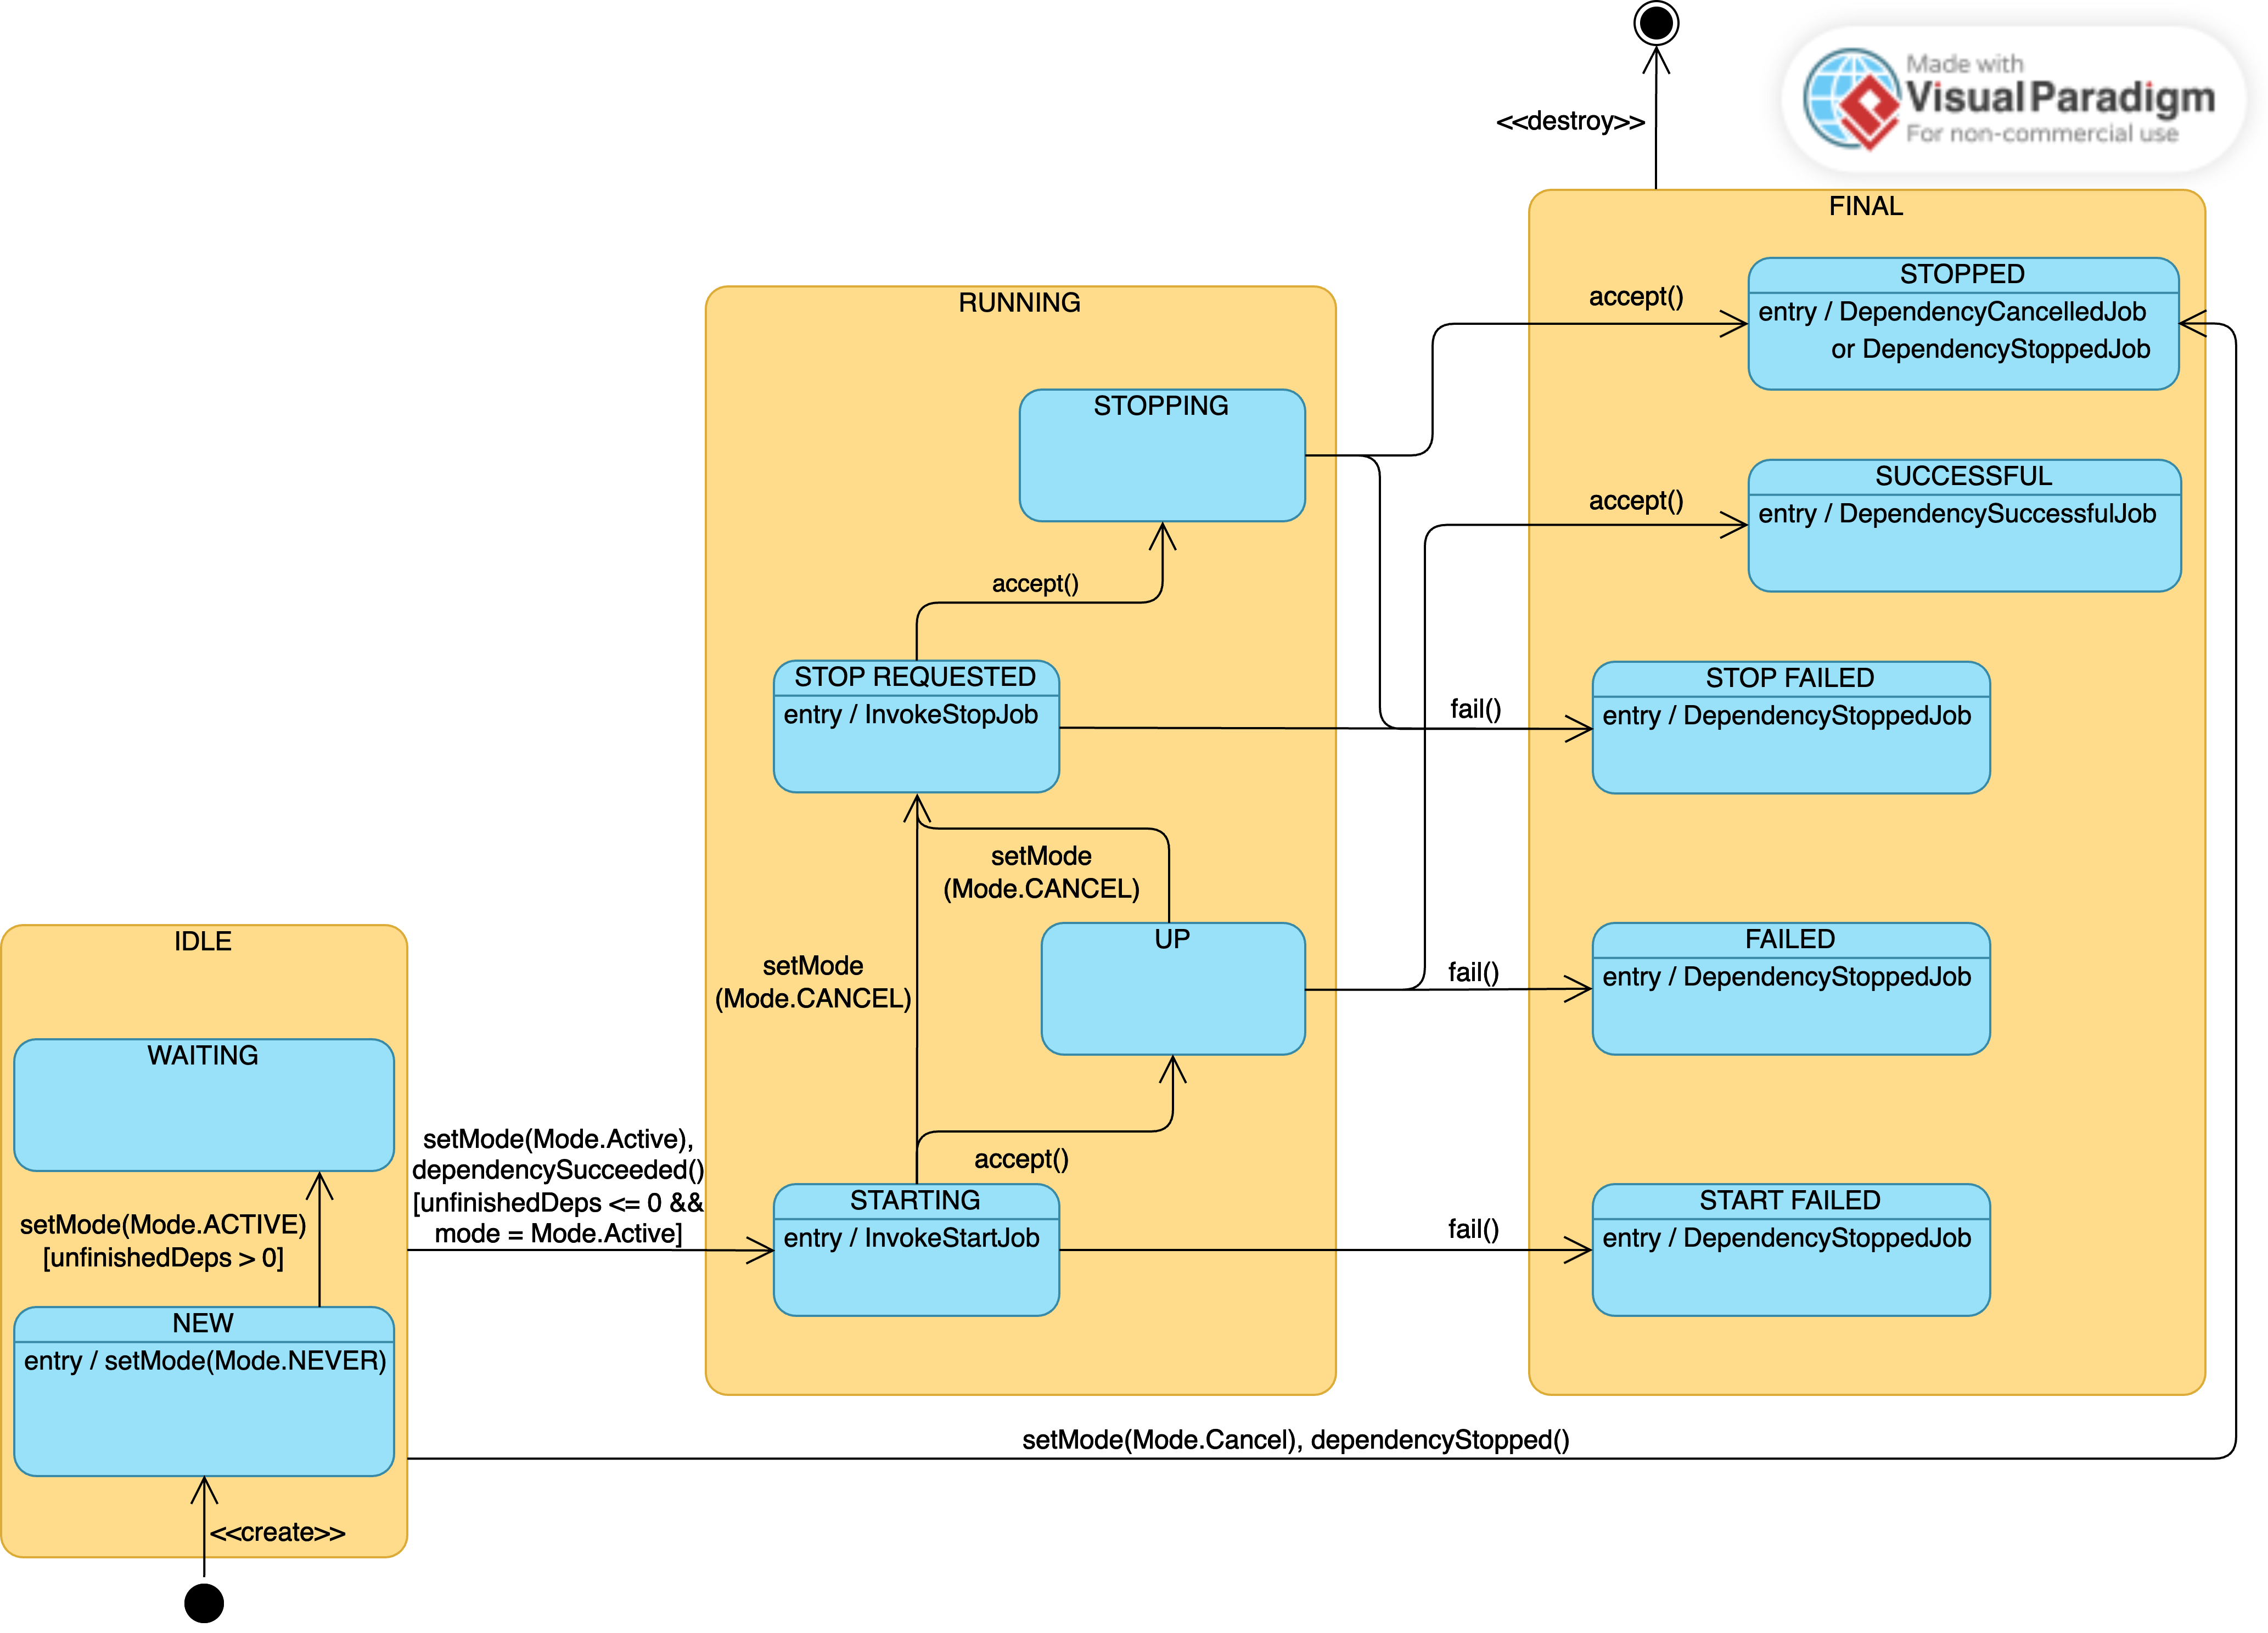 <<destroy>>
Made with
Visual Paradigm
For non-commercial use
FINAL
STOPPED
entry / DependencyCancelledJob
or DependencyStoppedJob
accept()
RUNNING
STOPPING
SUCCESSFUL
entry / DependencySuccessfulJob
accept()
accept()
STOP REQUESTED
entry / InvokeStopJob
fail()
STOP FAILED
entry / DependencyStoppedJob
setMode
(Mode.CANCEL)
setMode
(Mode.CANCEL)
UP
fail()
FAILED
entry / DependencyStoppedJob
IDLE
WAITING
setMode(Mode.Active),
dependencySucceeded()
[unfinishedDeps <= 0 &&
mode = Mode.Active]
accept()
STARTING
entry / InvokeStartJob
fail()
START FAILED
entry / DependencyStoppedJob
setMode(Mode.ACTIVE)
[unfinishedDeps > 0]
NEW
entry / setMode(Mode.NEVER)
setMode(Mode.Cancel), dependencyStopped()
<<create>>